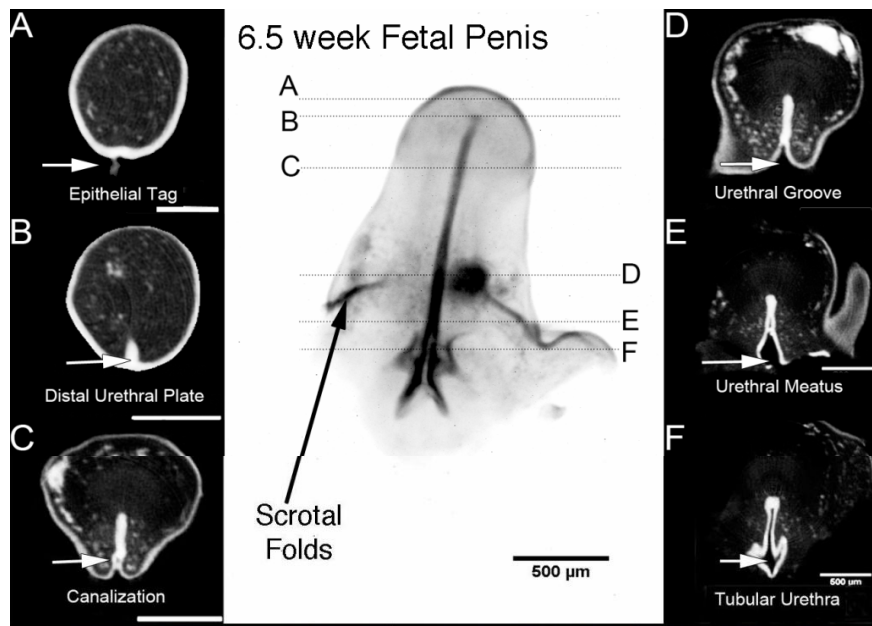 A
Epithelial Tag
B
Distal Urethral Plate
C
Canalization
6.5 week Fetal Penis
A
B
C
D
E
F
Scrotal
Folds
500 µm
D
Urethral Groove
E
Urethral Meatus
F
500 µm
Tubular Urethra